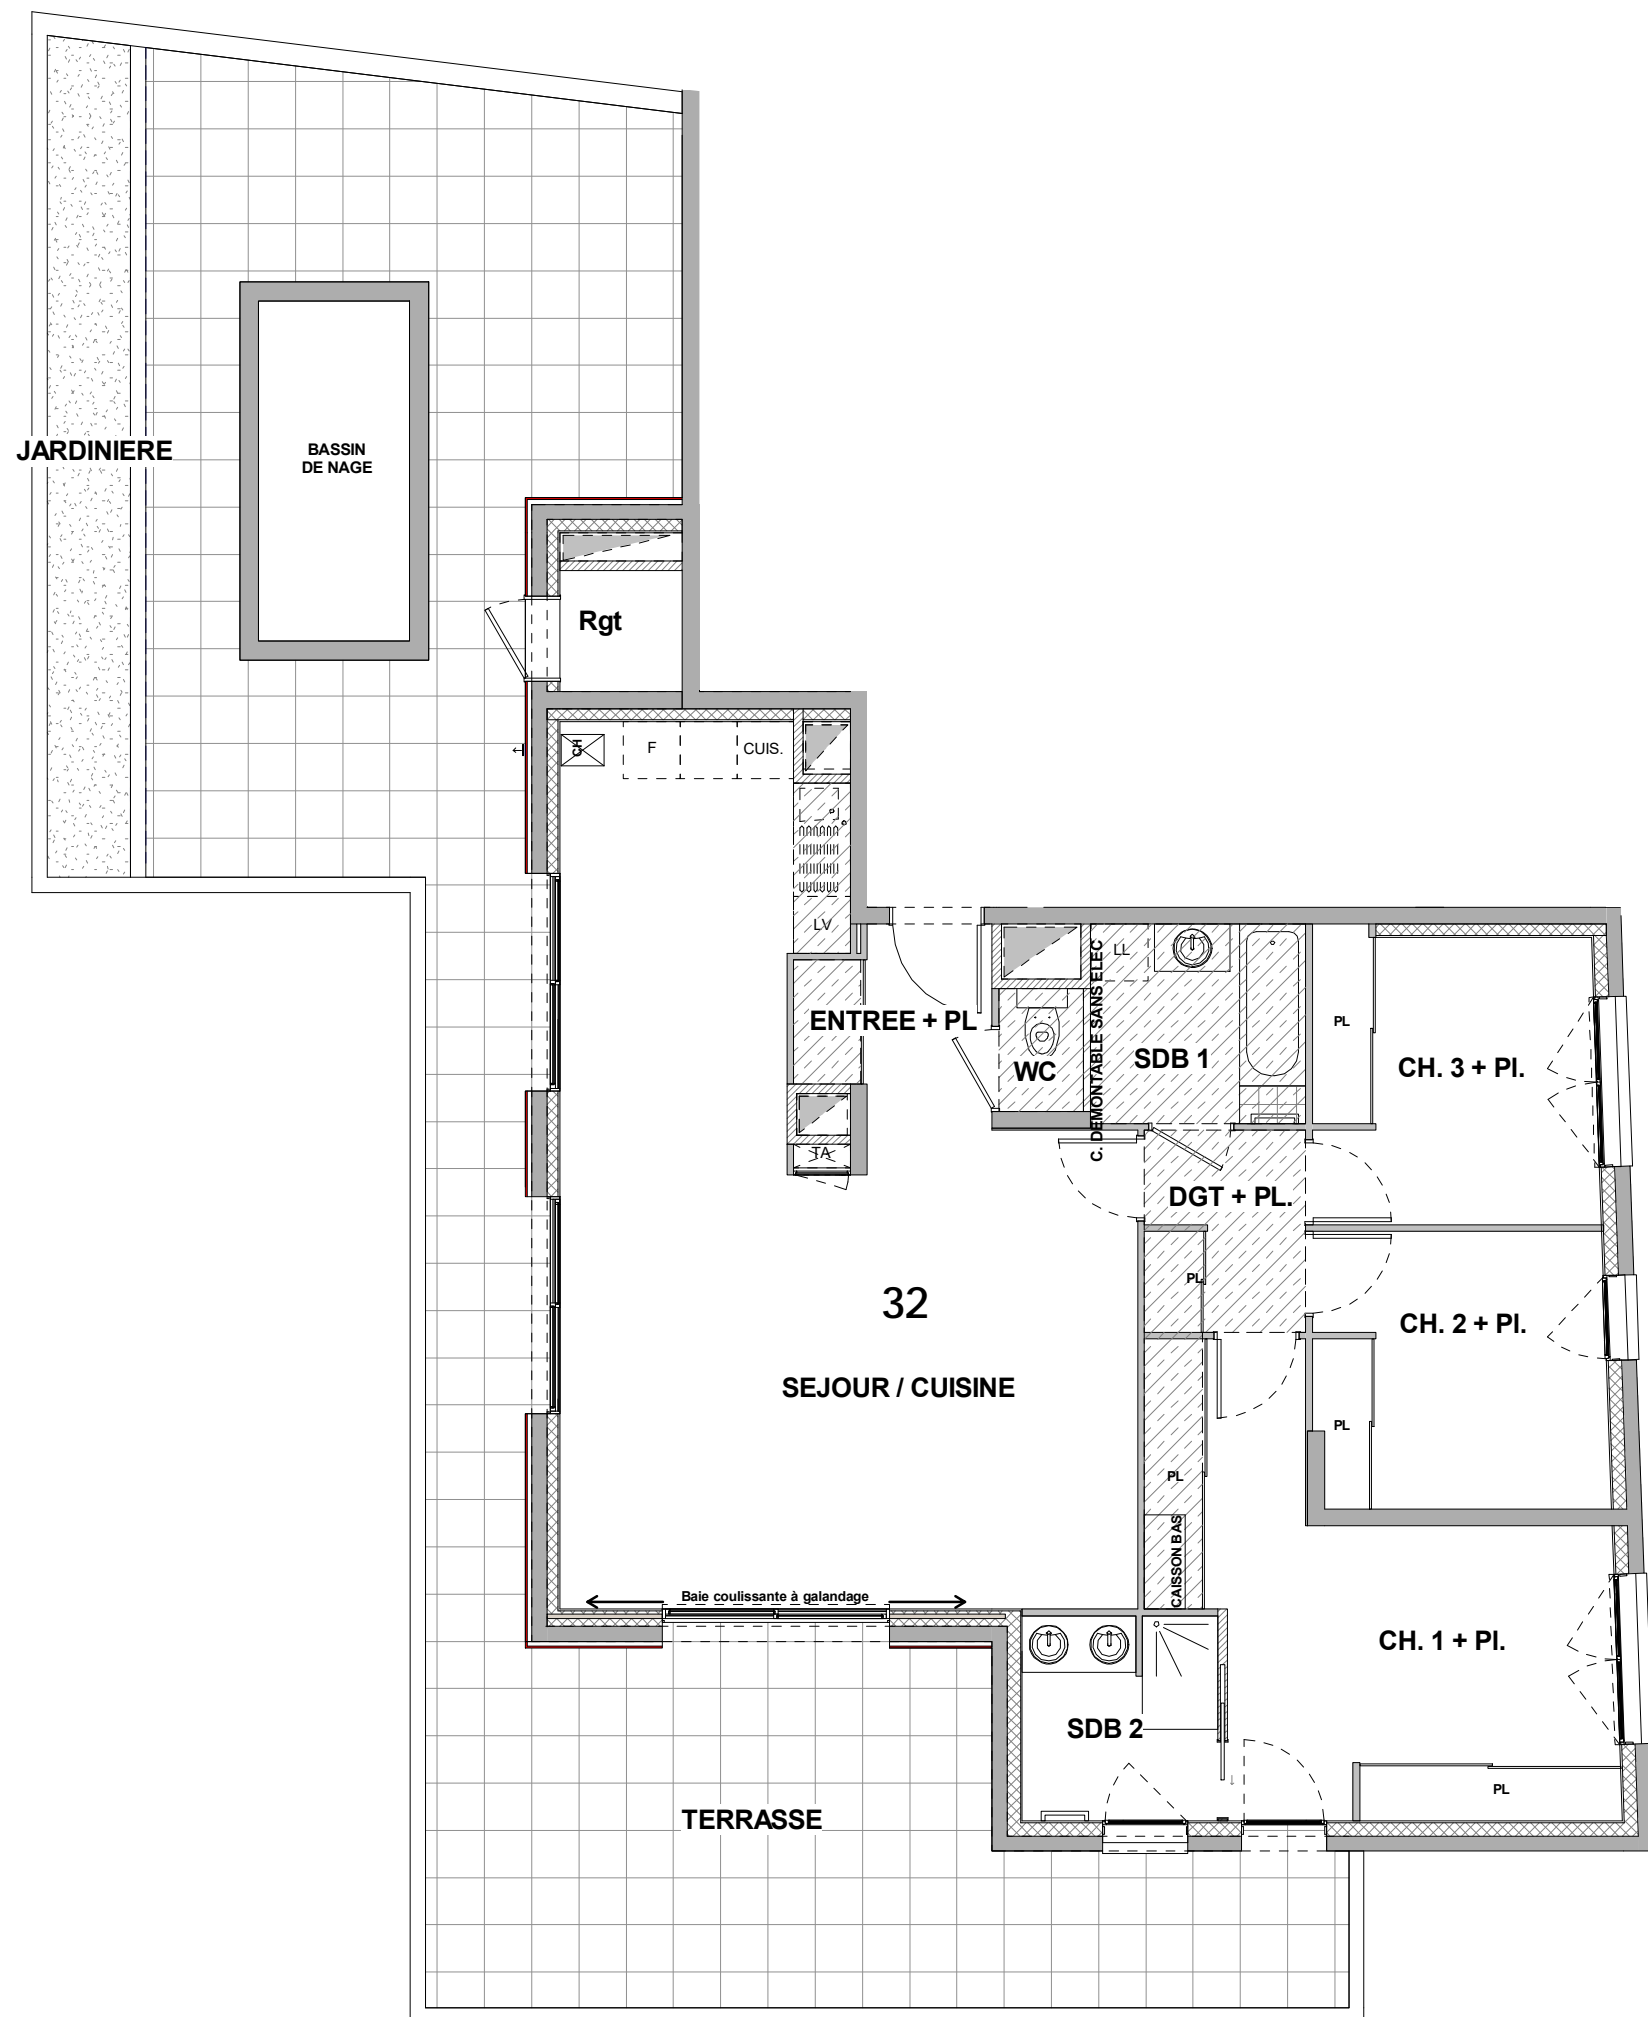 JARDINIERE
BASSIN
DE NAGE
Rgt
CH
F
CUIS.
LV
ENTREE + PL
TA
WC
C. DEMONTABLE SANS ELEC
LL
SDB 1
PL
CH. 3 + Pl.
DGT + PL.
PL
32
SEJOUR / CUISINE
CH. 2 + Pl.
PL
PL
CAISSON BAS
Baie coulissante à galandage
CH. 1 + Pl.
SDB 2
PL
TERRASSE